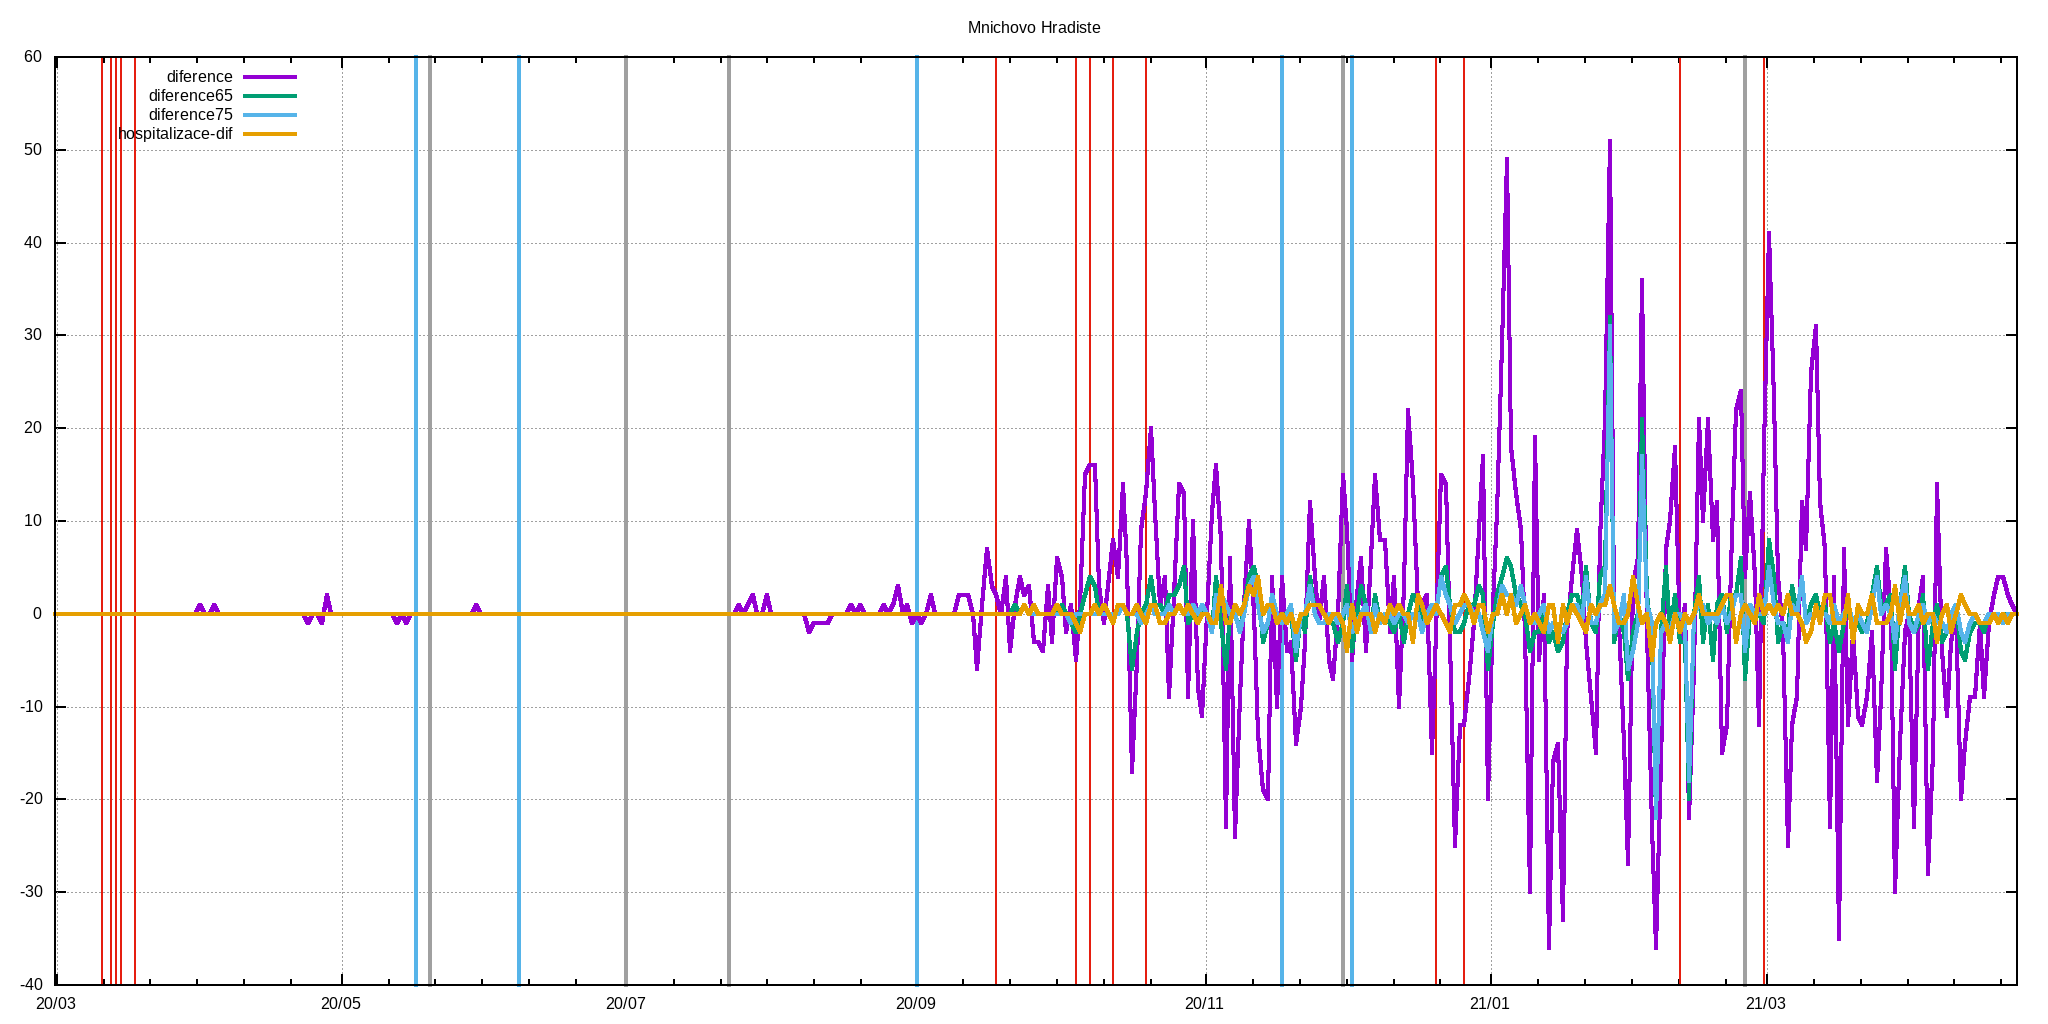 Mnichovo Hradiste
60
50
40
30
20
10
0
-10
-20
-30
-40
diference
diference65
diference75
hospitalizace-dif
20/03 20/05 20/07 20/09 20/11 21/01 21/03